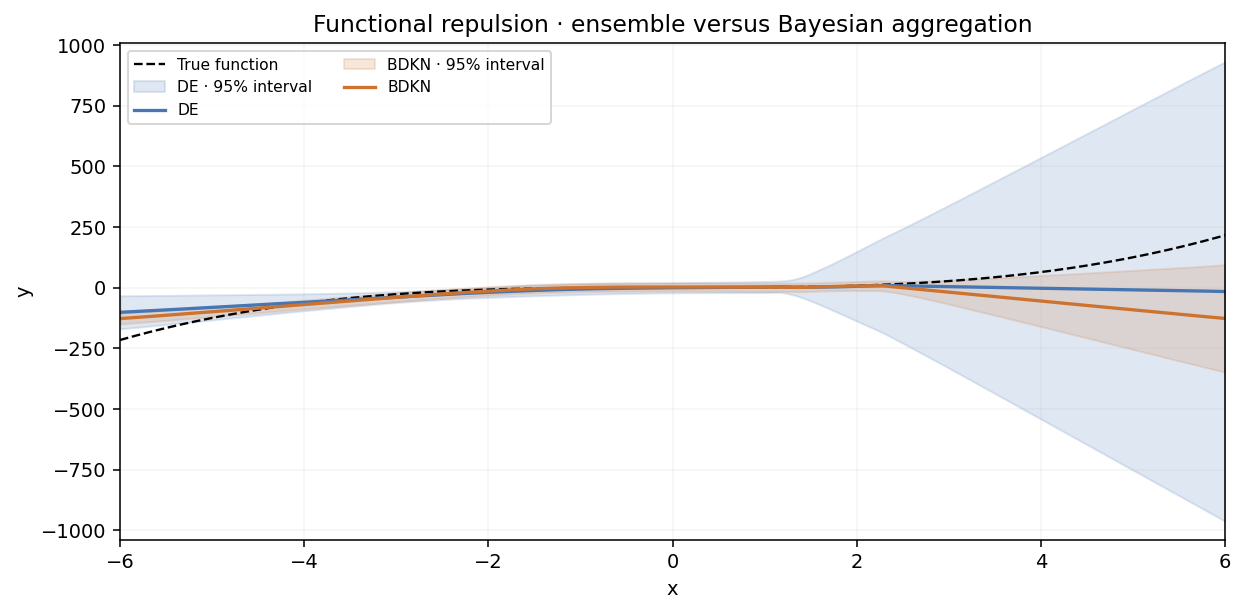 Functional repulsion · ensemble versus Bayesian aggregation
True function
DE · 95% interval
DE
BDKN · 95% interval
BDKN
y
1000
750
500
250
0
−250
−500
−750
−1000
−6
−4
−2
0
2
4
6
x